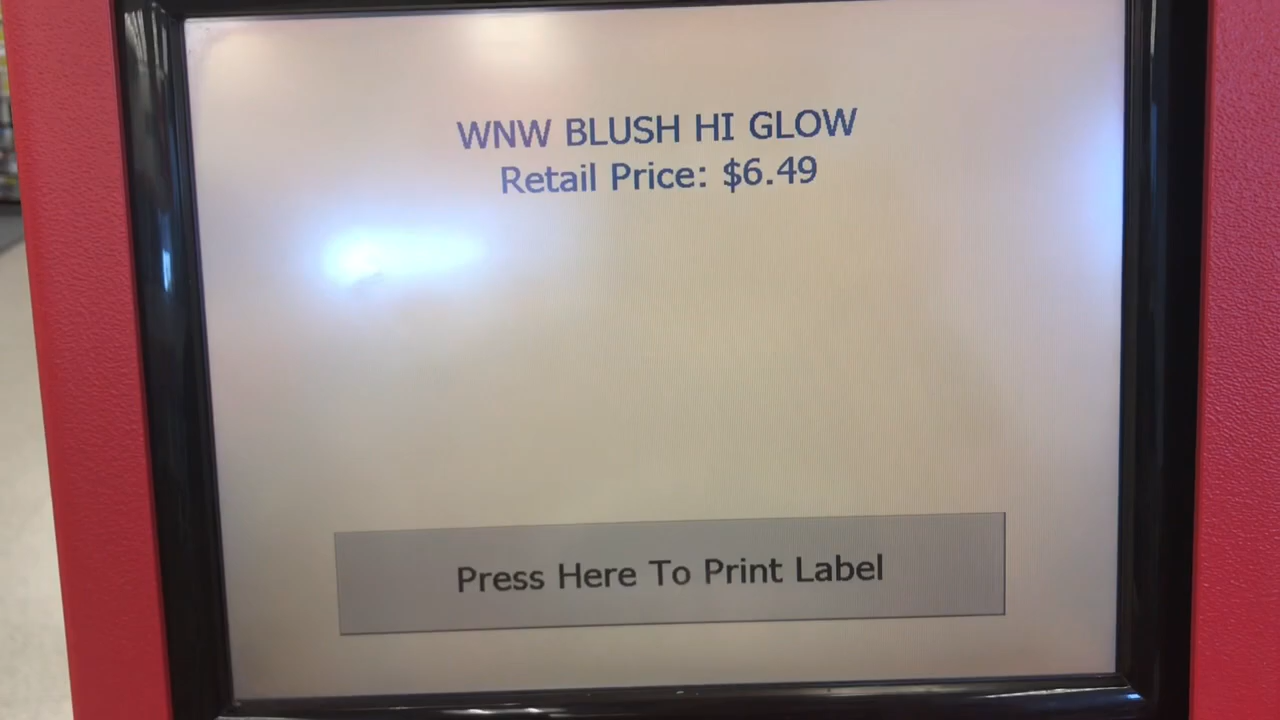 WNW BLUSH HI GLOW
Retail Price: $6.49
Press Here To Print Label